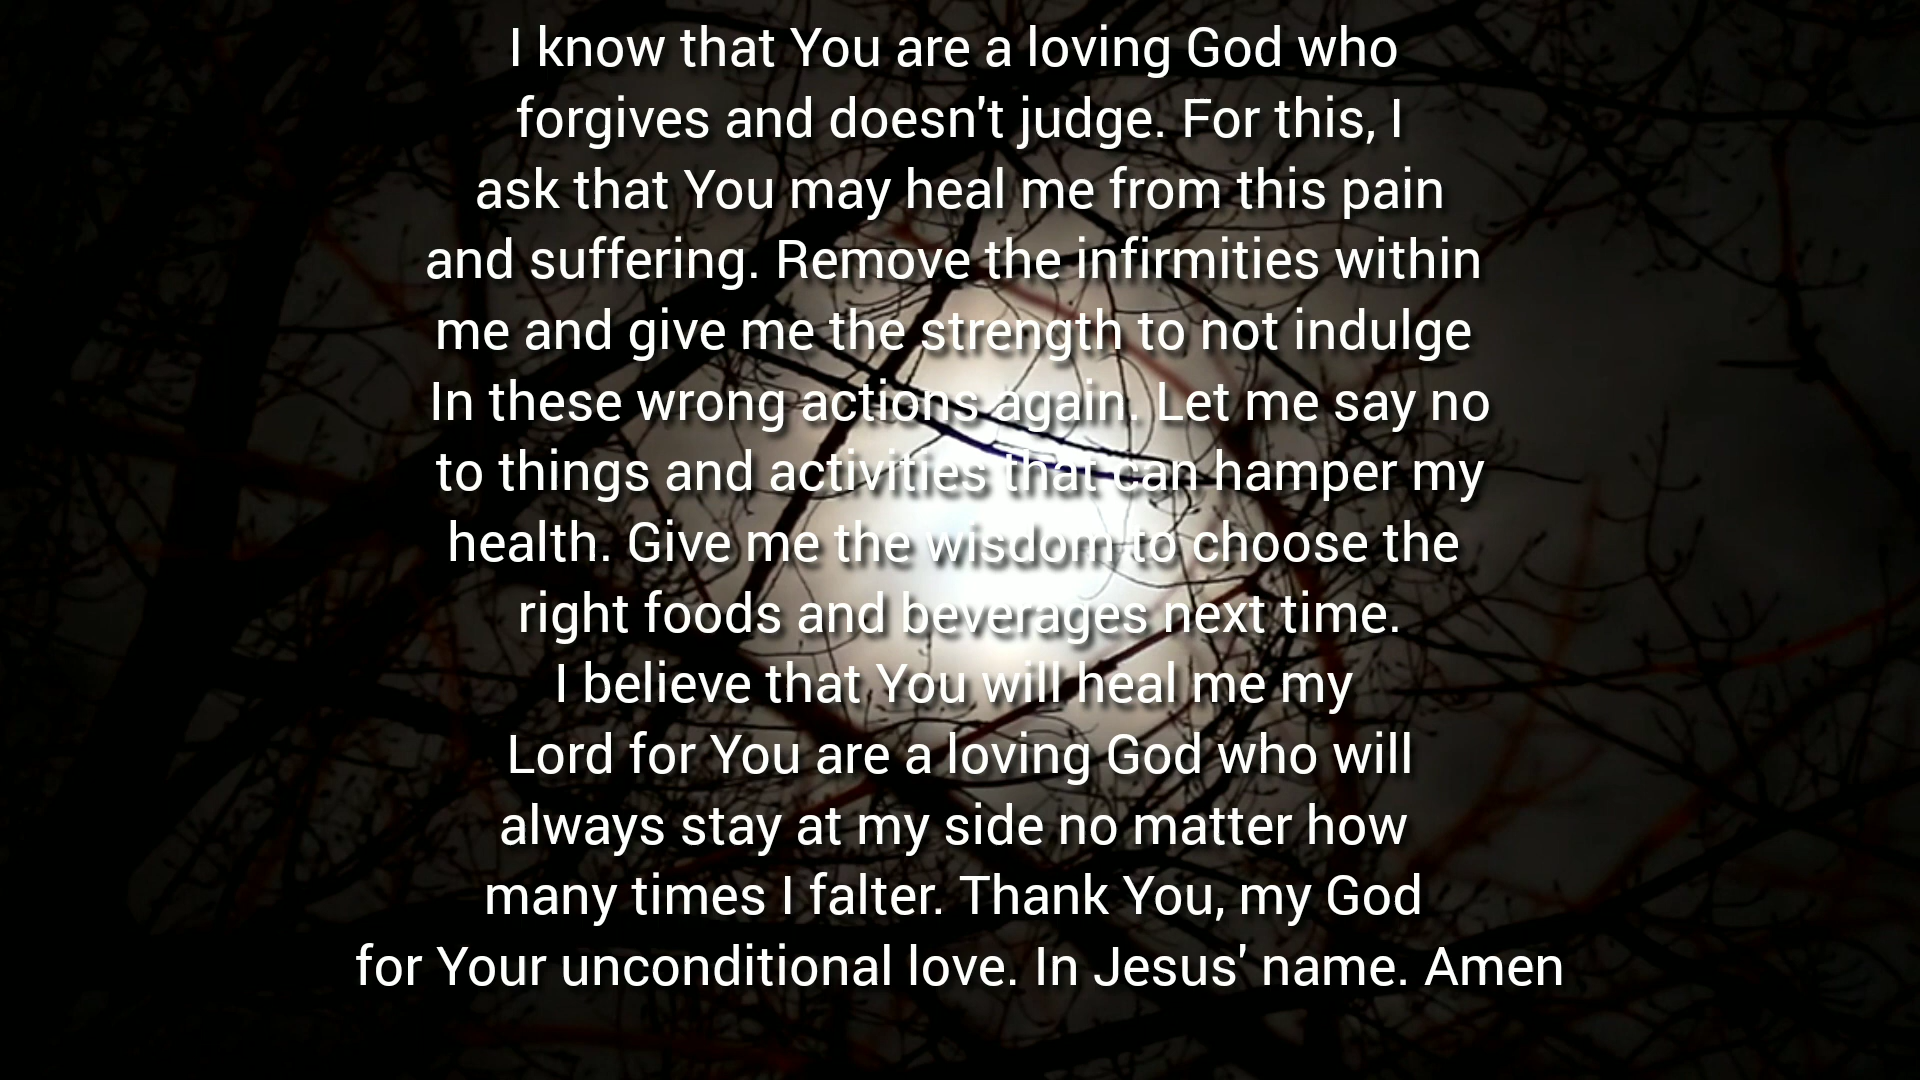 I know that You are a loving God who
forgives and doesn't judge. For this, I
ask that You may heal me from this pain
and suffering. Remove the infirmities within
me and give me the strength to not indulge
In these wrong actions again. Let me say no
to things and activities that can hamper my
health. Give me the wisdom to choose the
right foods and beverages next time.
I believe that You will heal me my
Lord for You are a loving God who will
always stay at my side no matter how
many times I falter. Thank You, my God
for Your unconditional love. In Jesus' name. Amen